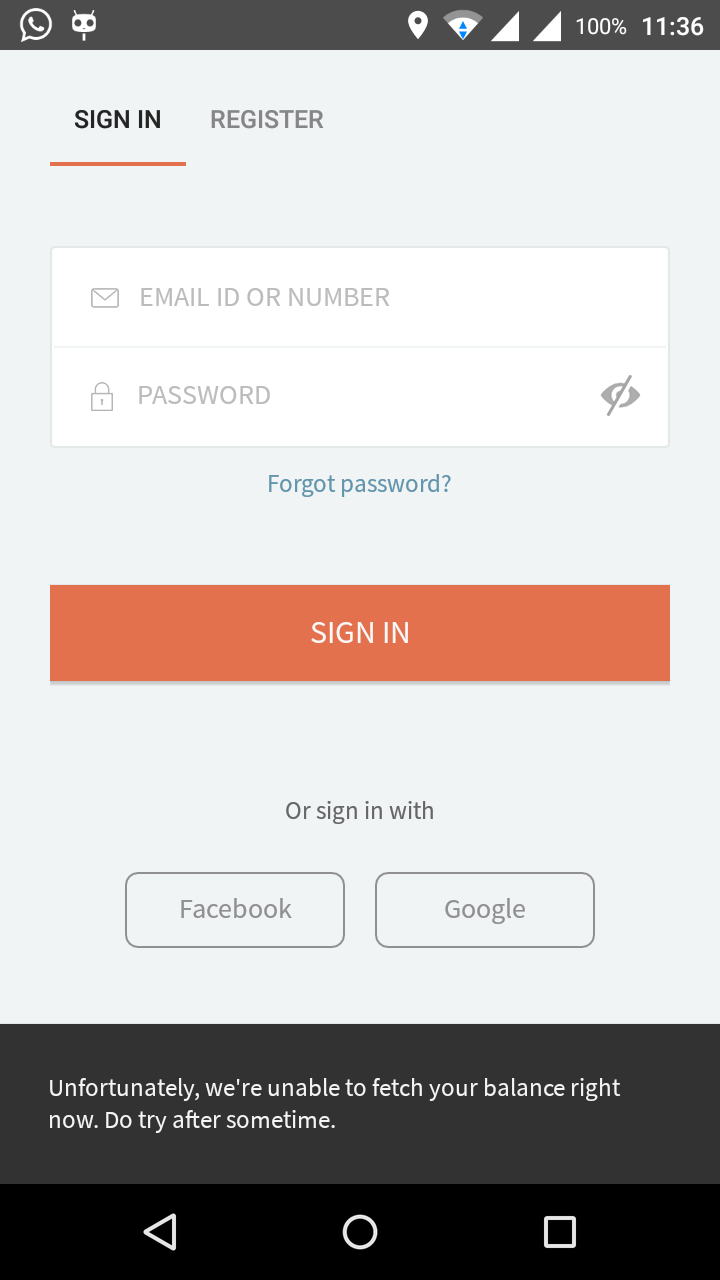 100% 11:36
SIGN IN REGISTER
EMAIL ID OR NUMBER
PASSWORD
Forgot password?
SIGN IN
Or sign in with
Facebook Google
Unfortunately, we're unable to fetch your balance right
now. Do try after sometime.